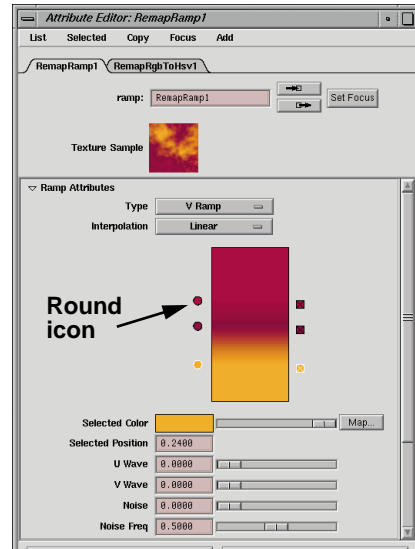 Attribute Editor: RemapRamp1
List Selected Copy Focus Add
RemapRamp1 RemapRgbToHsv1
ramp: RemapRamp1 Set Focus
Texture Sample
Ramp Attributes
Type V Ramp
Interpolation Linear
Round
icon
Selected Color Map...
Selected Position 0.2400
U Wave 0.0000
V Wave 0.0000
Noise 0.0000
Noise Freq 0.5000